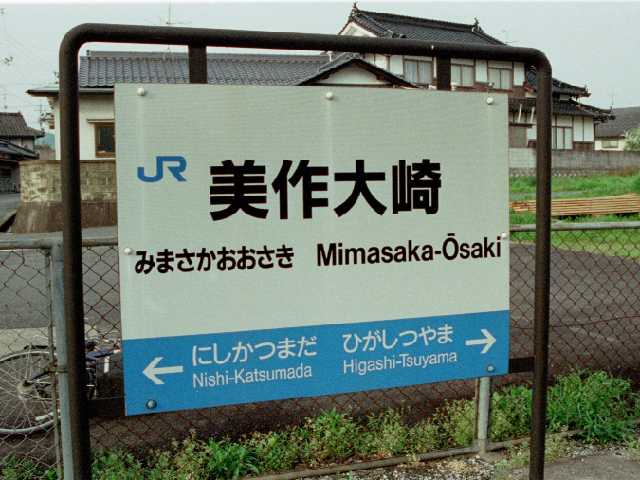 JR
美作大崎
みまさかおおさき Mimasaka-Ōsaki
← にしかつまだ ひがしつやま →
Nishi-Katsumada Higashi-Tsuyama